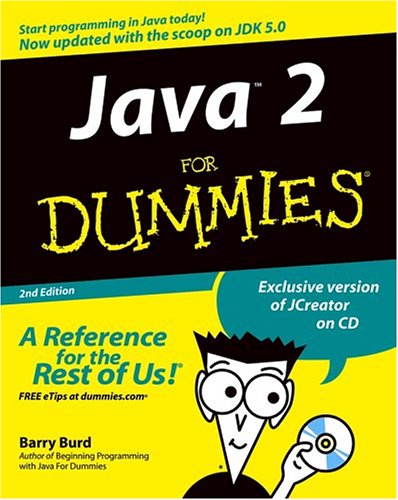 Start programming in Java today!
Now updated with the scoop on JDK 5.0
Java™ 2
FOR
DUMMIES®
2nd Edition
Exclusive version
of JCreator
on CD
A Reference
for the
Rest of Us!®
FREE eTips at dummies.com®
Barry Burd
Author of Beginning Programming
with Java For Dummies